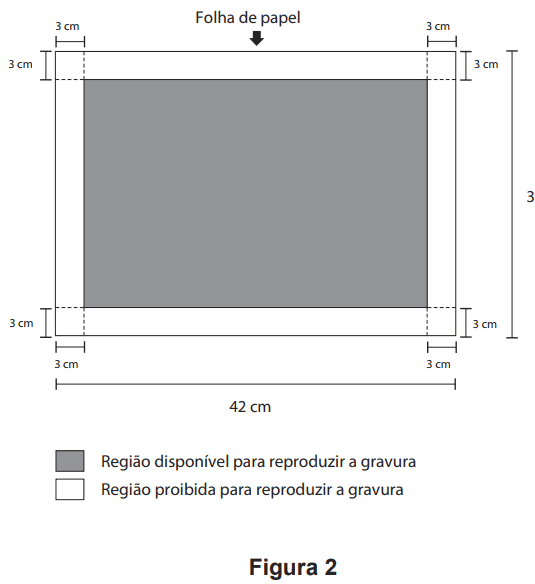 Folha de papel
3 cm 3 cm
3 cm 3 cm
3
3 cm 3 cm
3 cm 3 cm
42 cm
Região disponível para reproduzir a gravura
Região proibida para reproduzir a gravura
Figura 2